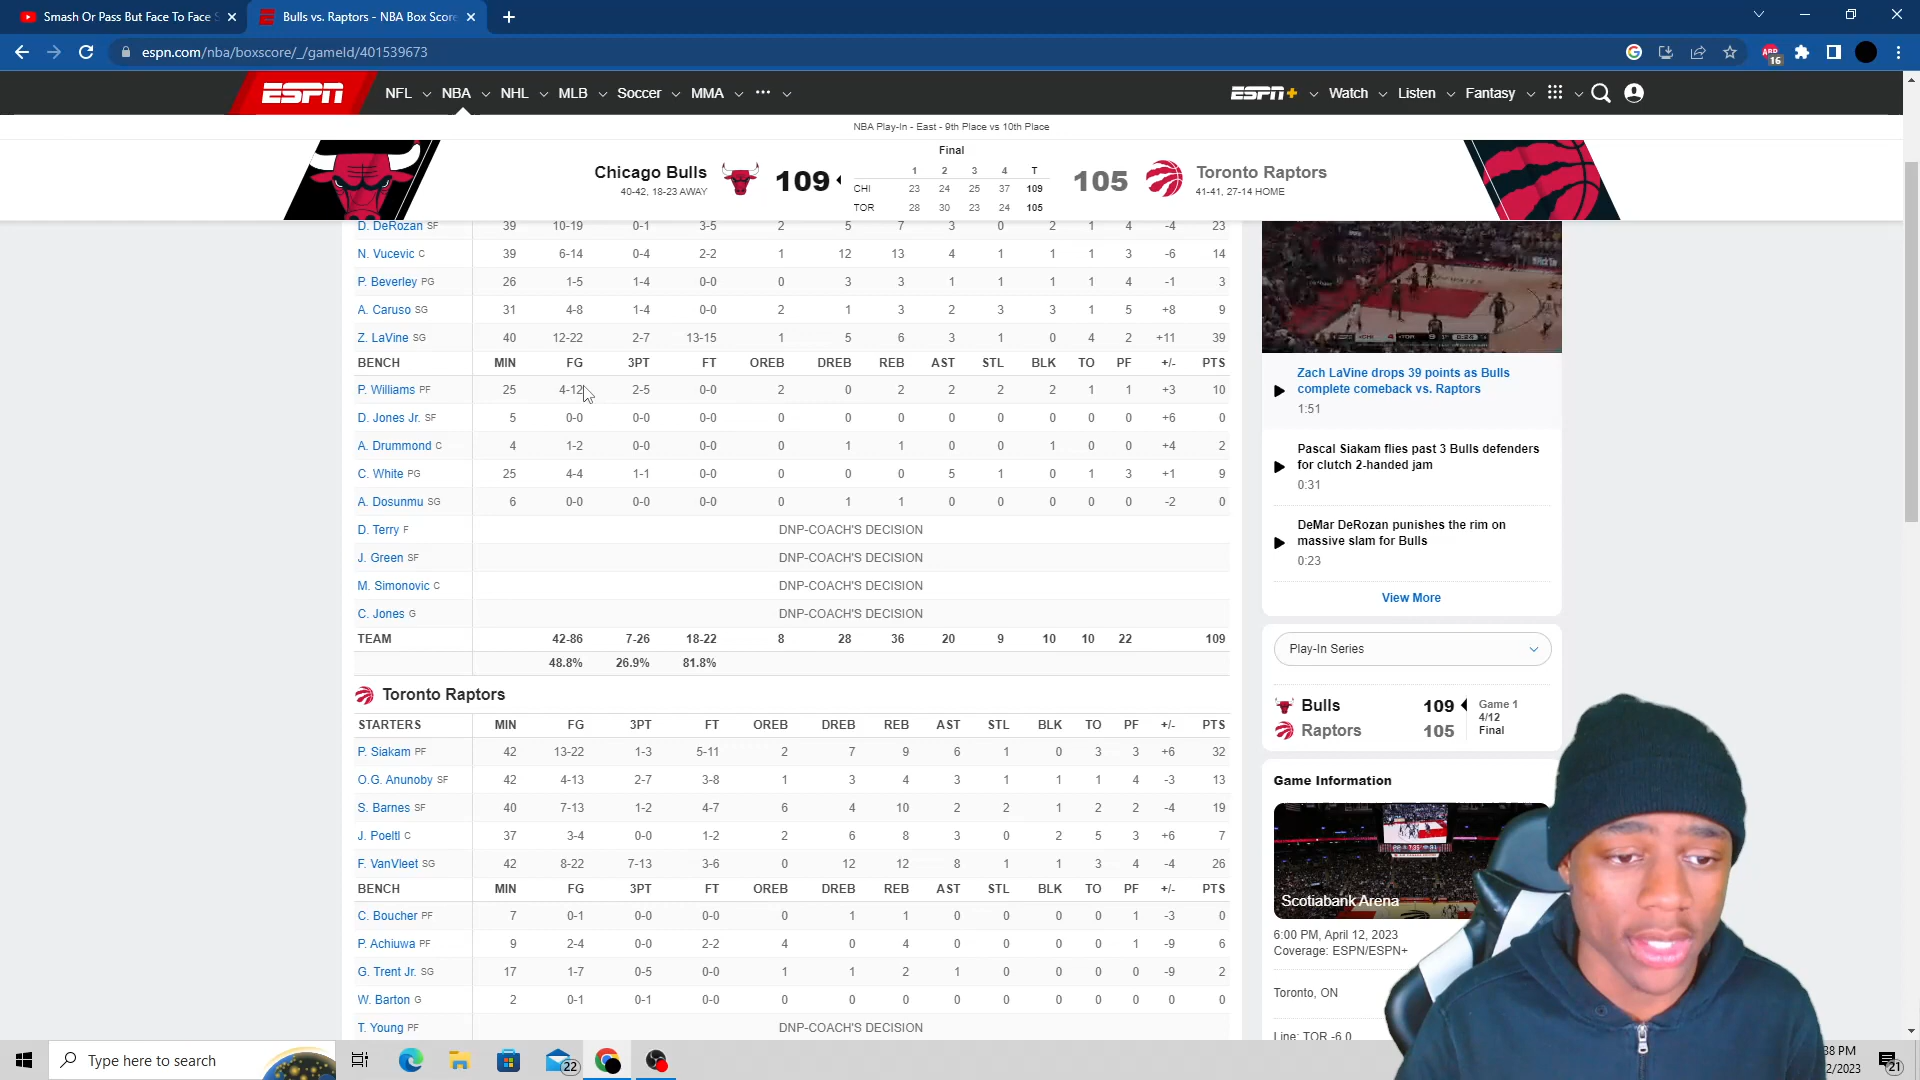 Smash Or Pass But Face To Face
Bulls vs. Raptors - NBA Box Score
espn.com/nba/boxscore/_/gameId/401539673
16
ESPN NFL NBA NHL MLB Soccer MMA ESPN+ Watch Listen Fantasy
NBA Play-In - East - 9th Place vs 10th Place
Chicago Bulls 40-42, 18-23 AWAY 109
Final
1 2 3 4 T
CHI 23 24 25 37 109
TOR 28 30 23 24 105
105 Toronto Raptors 41-41, 27-14 HOME
D. DeRozan SF 39 10-19 0-1 3-5 2 5 7 3 0 2 1 4 -4 23
N. Vucevic C 39 6-14 0-4 2-2 1 12 13 4 1 1 1 3 -6 14
P. Beverley PG 26 1-5 1-4 0-0 0 3 3 1 1 1 1 4 -1 3
A. Caruso SG 31 4-8 1-4 0-0 2 1 3 2 3 3 1 5 +8 9
Z. LaVine SG 40 12-22 2-7 13-15 1 5 6 3 1 0 4 2 +11 39
BENCH MIN FG 3PT FT OREB DREB REB AST STL BLK TO PF +/- PTS
P. Williams PF 25 4-12 2-5 0-0 2 0 2 2 2 2 1 1 +3 10
D. Jones Jr. SF 5 0-0 0-0 0-0 0 0 0 0 0 0 0 0 +6 0
A. Drummond C 4 1-2 0-0 0-0 0 1 1 0 0 1 0 0 +4 2
C. White PG 25 4-4 1-1 0-0 0 0 0 5 1 0 1 3 +1 9
A. Dosunmu SG 6 0-0 0-0 0-0 0 1 1 0 0 0 0 0 -2 0
D. Terry F DNP-COACH'S DECISION
J. Green SF DNP-COACH'S DECISION
M. Simonovic C DNP-COACH'S DECISION
C. Jones G DNP-COACH'S DECISION
TEAM 42-86 7-26 18-22 8 28 36 20 9 10 10 22 109
48.8% 26.9% 81.8%
Toronto Raptors
STARTERS MIN FG 3PT FT OREB DREB REB AST STL BLK TO PF +/- PTS
P. Siakam PF 42 13-22 1-3 5-11 2 7 9 6 1 0 3 3 +6 32
O.G. Anunoby SF 42 4-13 2-7 3-8 1 3 4 3 1 1 1 4 -3 13
S. Barnes SF 40 7-13 1-2 4-7 6 4 10 2 2 1 2 2 -4 19
J. Poeltl C 37 3-4 0-0 1-2 2 6 8 3 0 2 5 3 +6 7
F. VanVleet SG 42 8-22 7-13 3-6 0 12 12 8 1 1 3 4 -4 26
BENCH MIN FG 3PT FT OREB DREB REB AST STL BLK TO PF +/- PTS
C. Boucher PF 7 0-1 0-0 0-0 0 1 1 0 0 0 0 1 -3 0
P. Achiuwa PF 9 2-4 0-0 2-2 4 0 4 0 0 0 0 1 -9 6
G. Trent Jr. SG 17 1-7 0-5 0-0 1 1 2 1 0 0 0 0 -9 2
W. Barton G 2 0-1 0-1 0-0 0 0 0 0 0 0 0 0 0 0
T. Young PF DNP-COACH'S DECISION
Zach LaVine drops 39 points as Bulls
complete comeback vs. Raptors
1:51
Pascal Siakam flies past 3 Bulls defenders
for clutch 2-handed jam
0:31
DeMar DeRozan punishes the rim on
massive slam for Bulls
0:23
View More
Play-In Series
Bulls 109
Raptors 105
Game 1
4/12
Final
Game Information
Scotiabank Arena
6:00 PM, April 12, 2023
Coverage: ESPN/ESPN+
Toronto, ON
Line: TOR -6.0
Type here to search
22
38 PM
2/2023
21